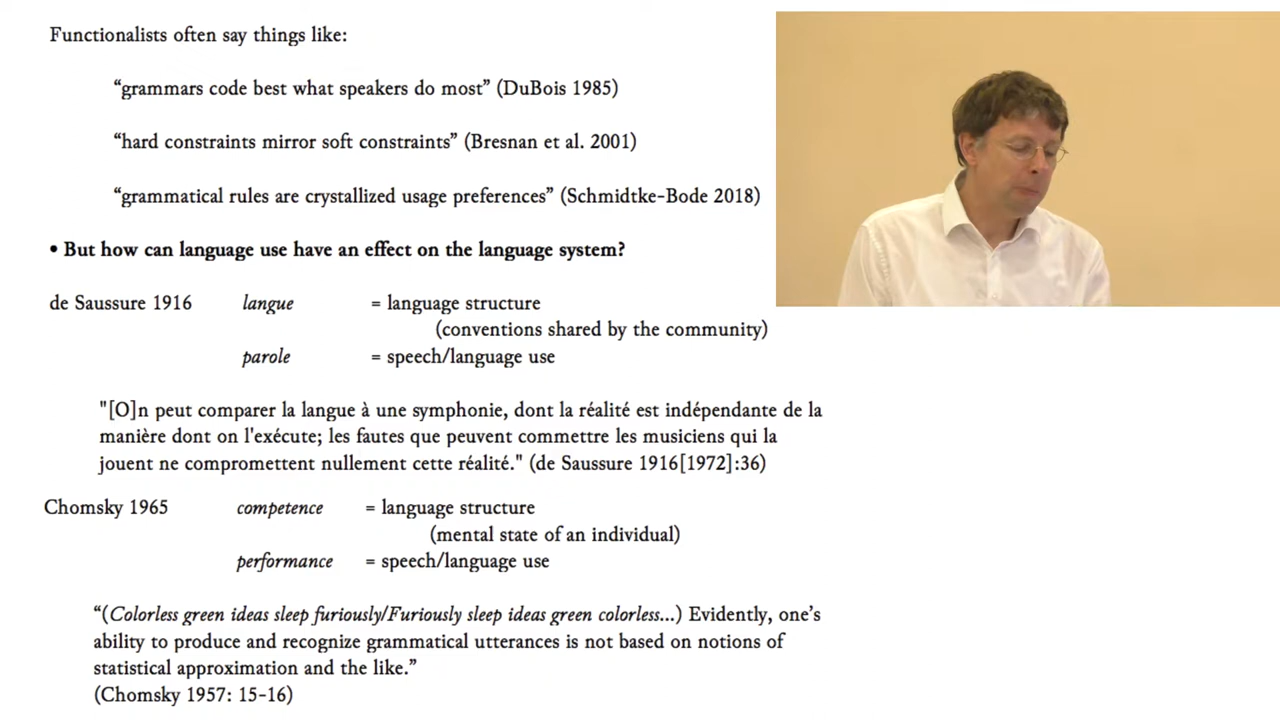 Functionalists often say things like:
“grammars code best what speakers do most” (DuBois 1985)
“hard constraints mirror soft constraints” (Bresnan et al. 2001)
“grammatical rules are crystallized usage preferences” (Schmidtke-Bode 2018)
• But how can language use have an effect on the language system?
de Saussure 1916 langue = language structure
(conventions shared by the community)
parole = speech/language use
"[O]n peut comparer la langue à une symphonie, dont la réalité est indépendante de la
manière dont on l'exécute; les fautes que peuvent commettre les musiciens qui la
jouent ne compromettent nullement cette réalité." (de Saussure 1916[1972]:36)
Chomsky 1965 competence = language structure
(mental state of an individual)
performance = speech/language use
“(Colorless green ideas sleep furiously/Furiously sleep ideas green colorless...) Evidently, one’s
ability to produce and recognize grammatical utterances is not based on notions of
statistical approximation and the like.”
(Chomsky 1957: 15-16)